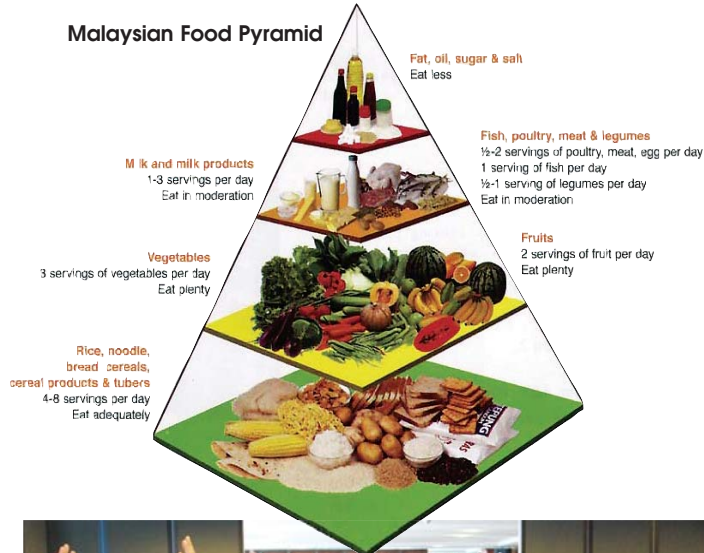 Malaysian Food Pyramid
Fat, oil, sugar & salt
Eat less
Fish, poultry, meat & legumes
½-2 servings of poultry, meat, egg per day
1 serving of fish per day
½-1 serving of legumes per day
Eat in moderation
Milk and milk products
1-3 servings per day
Eat in moderation
Fruits
2 servings of fruit per day
Eat plenty
Vegetables
3 servings of vegetables per day
Eat plenty
Rice, noodle,
bread cereals,
cereal products & tubers
4-8 servings per day
Eat adequately
TEPUNG
RAS